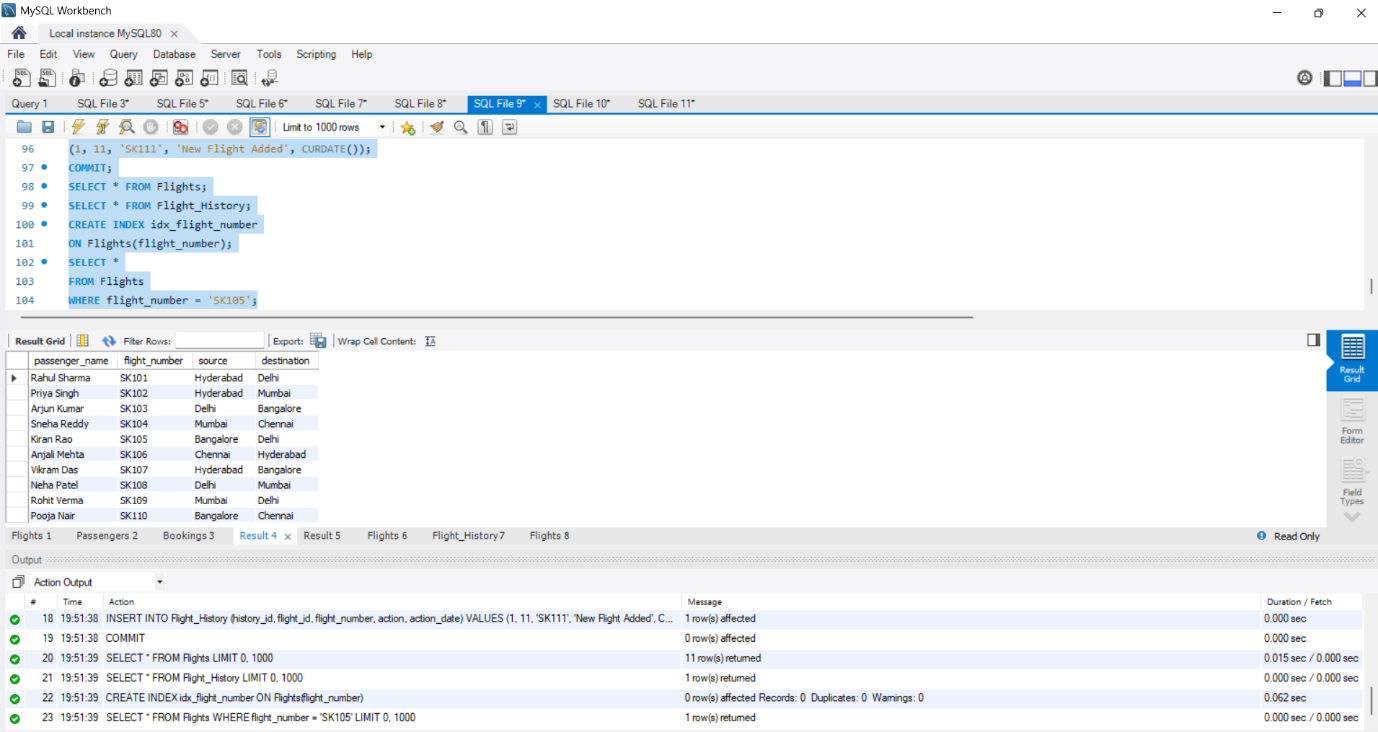 MySQL Workbench
Local instance MySQL80
File Edit View Query Database Server Tools Scripting Help
Query 1 SQL File 3* SQL File 5* SQL File 6* SQL File 7* SQL File 8* SQL File 9* SQL File 10* SQL File 11*
Limit to 1000 rows
96 (1, 11, 'SK111', 'New Flight Added', CURDATE());
97 COMMIT;
98 SELECT * FROM Flights;
99 SELECT * FROM Flight_History;
100 CREATE INDEX idx_flight_number
101 ON Flights(flight_number);
102 SELECT *
103 FROM Flights
104 WHERE flight_number = 'SK105';
Result Grid Filter Rows: Export: Wrap Cell Content:
passenger_name flight_number source destination
Rahul Sharma SK101 Hyderabad Delhi
Priya Singh SK102 Hyderabad Mumbai
Arjun Kumar SK103 Delhi Bangalore
Sneha Reddy SK104 Mumbai Chennai
Kiran Rao SK105 Bangalore Delhi
Anjali Mehta SK106 Chennai Hyderabad
Vikram Das SK107 Hyderabad Bangalore
Neha Patel SK108 Delhi Mumbai
Rohit Verma SK109 Mumbai Delhi
Pooja Nair SK110 Bangalore Chennai
Result
Grid
Form
Editor
Field
Types
Flights 1 Passengers 2 Bookings 3 Result 4 Result 5 Flights 6 Flight_History 7 Flights 8 Read Only
Output
Action Output
# Time Action Message Duration / Fetch
18 19:51:38 INSERT INTO Flight_History (history_id, flight_id, flight_number, action, action_date) VALUES (1, 11, 'SK111', 'New Flight Added', C... 1 row(s) affected 0.000 sec
19 19:51:38 COMMIT 0 row(s) affected 0.000 sec
20 19:51:39 SELECT * FROM Flights LIMIT 0, 1000 11 row(s) returned 0.015 sec / 0.000 sec
21 19:51:39 SELECT * FROM Flight_History LIMIT 0, 1000 1 row(s) returned 0.000 sec / 0.000 sec
22 19:51:39 CREATE INDEX idx_flight_number ON Flights(flight_number) 0 row(s) affected Records: 0 Duplicates: 0 Warnings: 0 0.062 sec
23 19:51:39 SELECT * FROM Flights WHERE flight_number = 'SK105' LIMIT 0, 1000 1 row(s) returned 0.000 sec / 0.000 sec